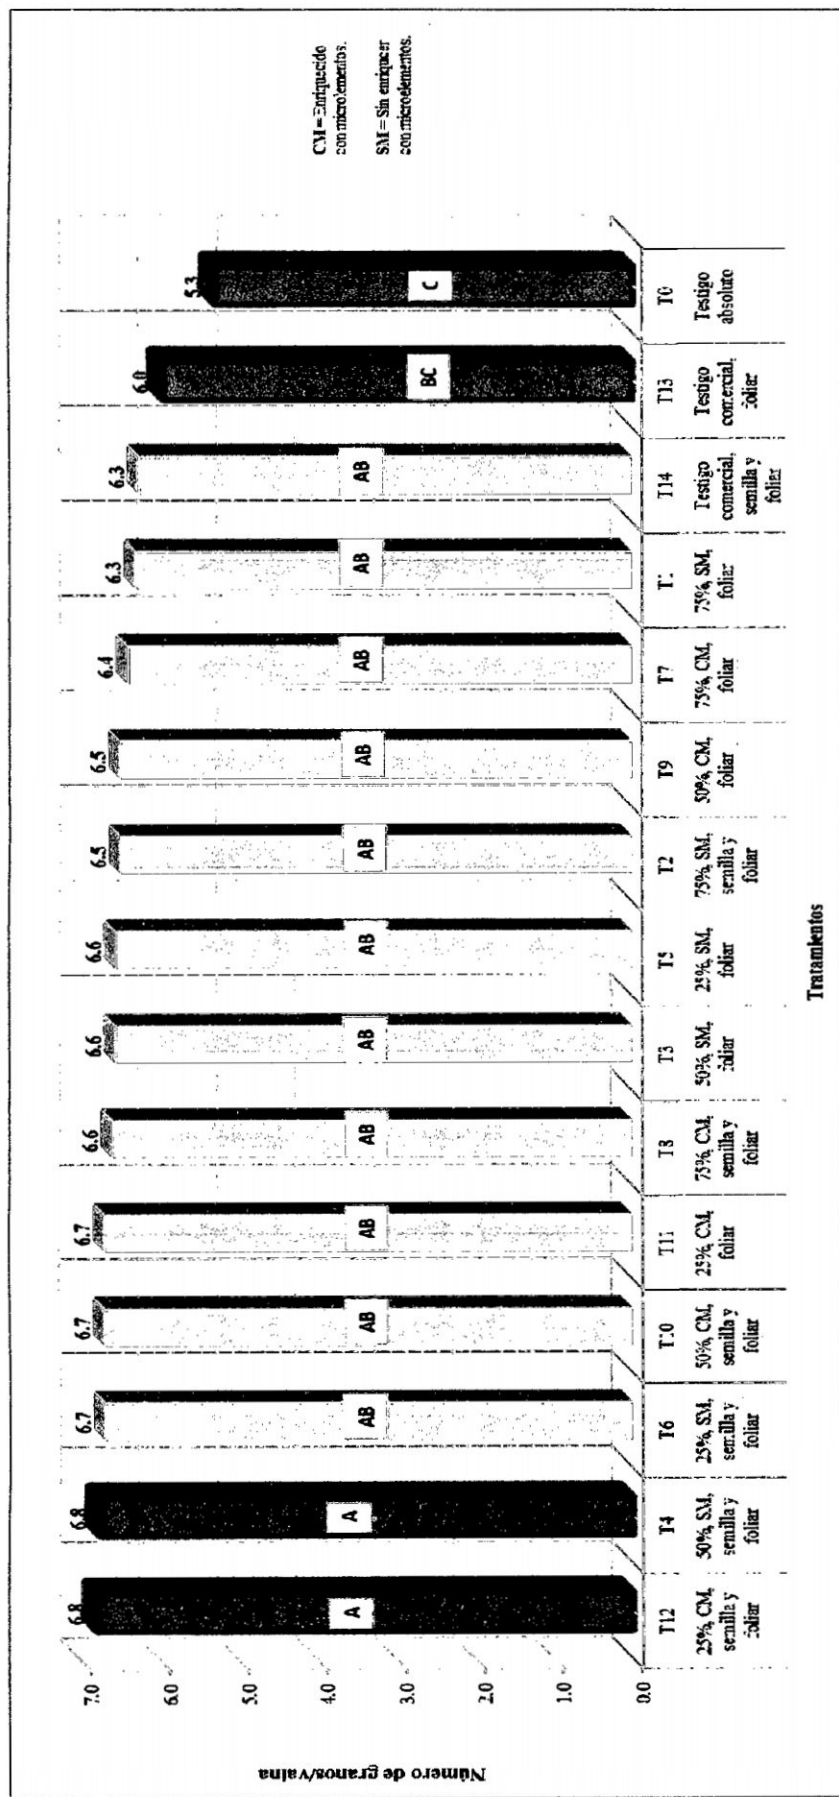 Número de granos/vaina
7.0
6.0
5.0
4.0
3.0
2.0
1.0
0.0
6.8
6.8
6.7
6.7
6.7
6.6
6.6
6.6
6.5
6.5
6.4
6.3
6.3
6.0
5.3
A
A
AB
AB
AB
AB
AB
AB
AB
AB
AB
AB
AB
BC
C
T12
25%, CM,
semilla y
foliar
T4
50%, SM,
semilla y
foliar
T6
25%, SM,
semilla y
foliar
T10
50%, CM,
semilla y
foliar
T11
25%, CM,
foliar
T8
75%, CM,
semilla y
foliar
T3
50%, SM,
foliar
T5
25%, SM,
foliar
T2
75%, SM,
semilla y
foliar
T9
50%, CM,
foliar
T7
75%, CM,
foliar
T1
75%, SM,
foliar
T14
Testigo
comercial,
semilla y
foliar
T13
Testigo
comercial,
foliar
T0
Testigo
absoluto
Tratamientos
CM = Enriquecido
con microlementos.
SM = Sin enriquecer
con microelementos.